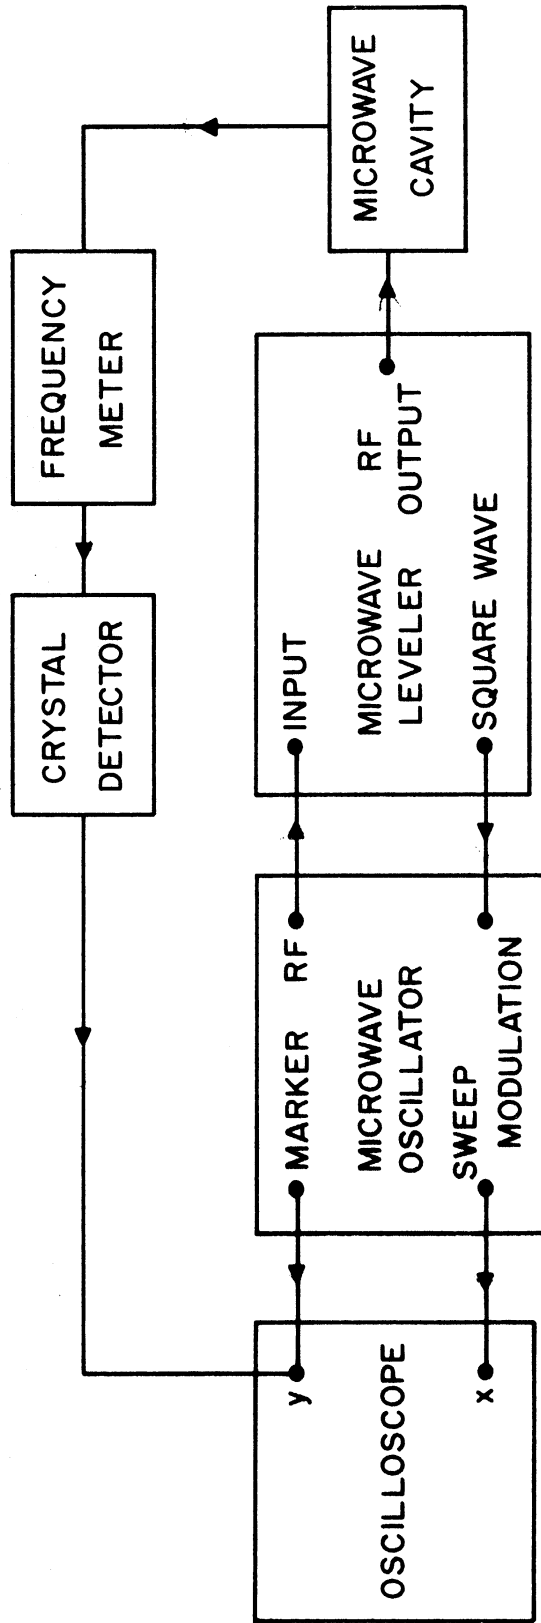 CRYSTAL
DETECTOR
FREQUENCY
METER
OSCILLOSCOPE
y
x
MARKER RF
MICROWAVE
OSCILLATOR
SWEEP
MODULATION
INPUT
MICROWAVE RF
LEVELER OUTPUT
SQUARE WAVE
MICROWAVE
CAVITY